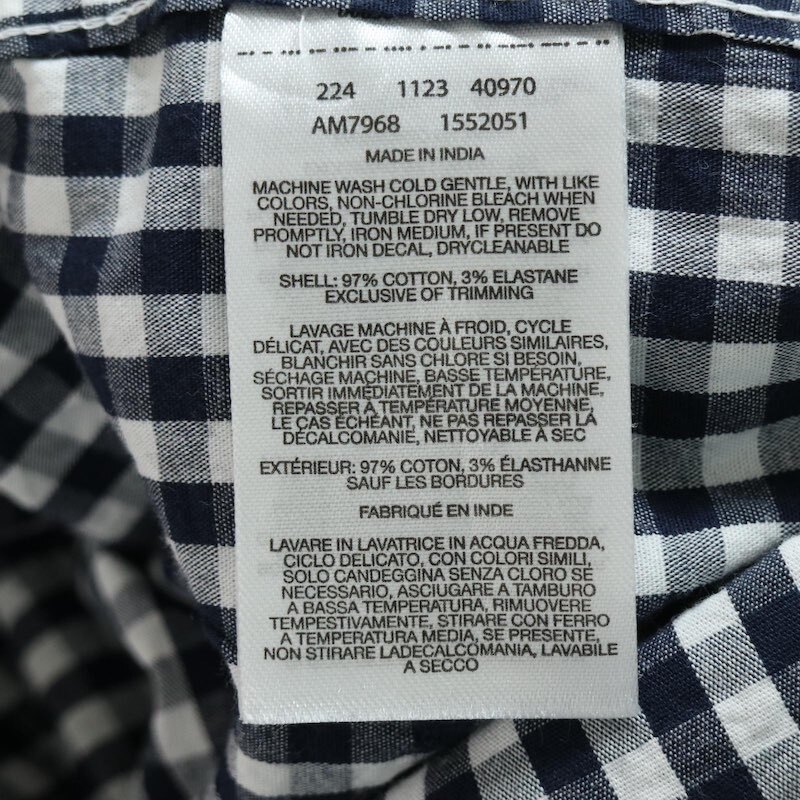 224 1123 40970
AM7968 1552051
MADE IN INDIA
MACHINE WASH COLD GENTLE, WITH LIKE
COLORS, NON-CHLORINE BLEACH WHEN
NEEDED, TUMBLE DRY LOW, REMOVE
PROMPTLY, IRON MEDIUM, IF PRESENT DO
NOT IRON DECAL, DRYCLEANABLE
SHELL: 97% COTTON, 3% ELASTANE
EXCLUSIVE OF TRIMMING
LAVAGE MACHINE À FROID, CYCLE
DÉLICAT, AVEC DES COULEURS SIMILAIRES,
BLANCHIR SANS CHLORE SI BESOIN,
SÉCHAGE MACHINE, BASSE TEMPÉRATURE,
SORTIR IMMÉDIATEMENT DE LA MACHINE,
REPASSER À TEMPÉRATURE MOYENNE,
LE CAS ÉCHÉANT, NE PAS REPASSER LA
DÉCALCOMANIE, NETTOYABLE À SEC
EXTÉRIEUR: 97% COTON, 3% ÉLASTHANNE
SAUF LES BORDURES
FABRIQUÉ EN INDE
LAVARE IN LAVATRICE IN ACQUA FREDDA,
CICLO DELICATO, CON COLORI SIMILI,
SOLO CANDEGGINA SENZA CLORO SE
NECESSARIO, ASCIUGARE A TAMBURO
A BASSA TEMPERATURA, RIMUOVERE
TEMPESTIVAMENTE, STIRARE CON FERRO
A TEMPERATURA MEDIA, SE PRESENTE,
NON STIRARE LADECALCOMANIA, LAVABILE
A SECCO